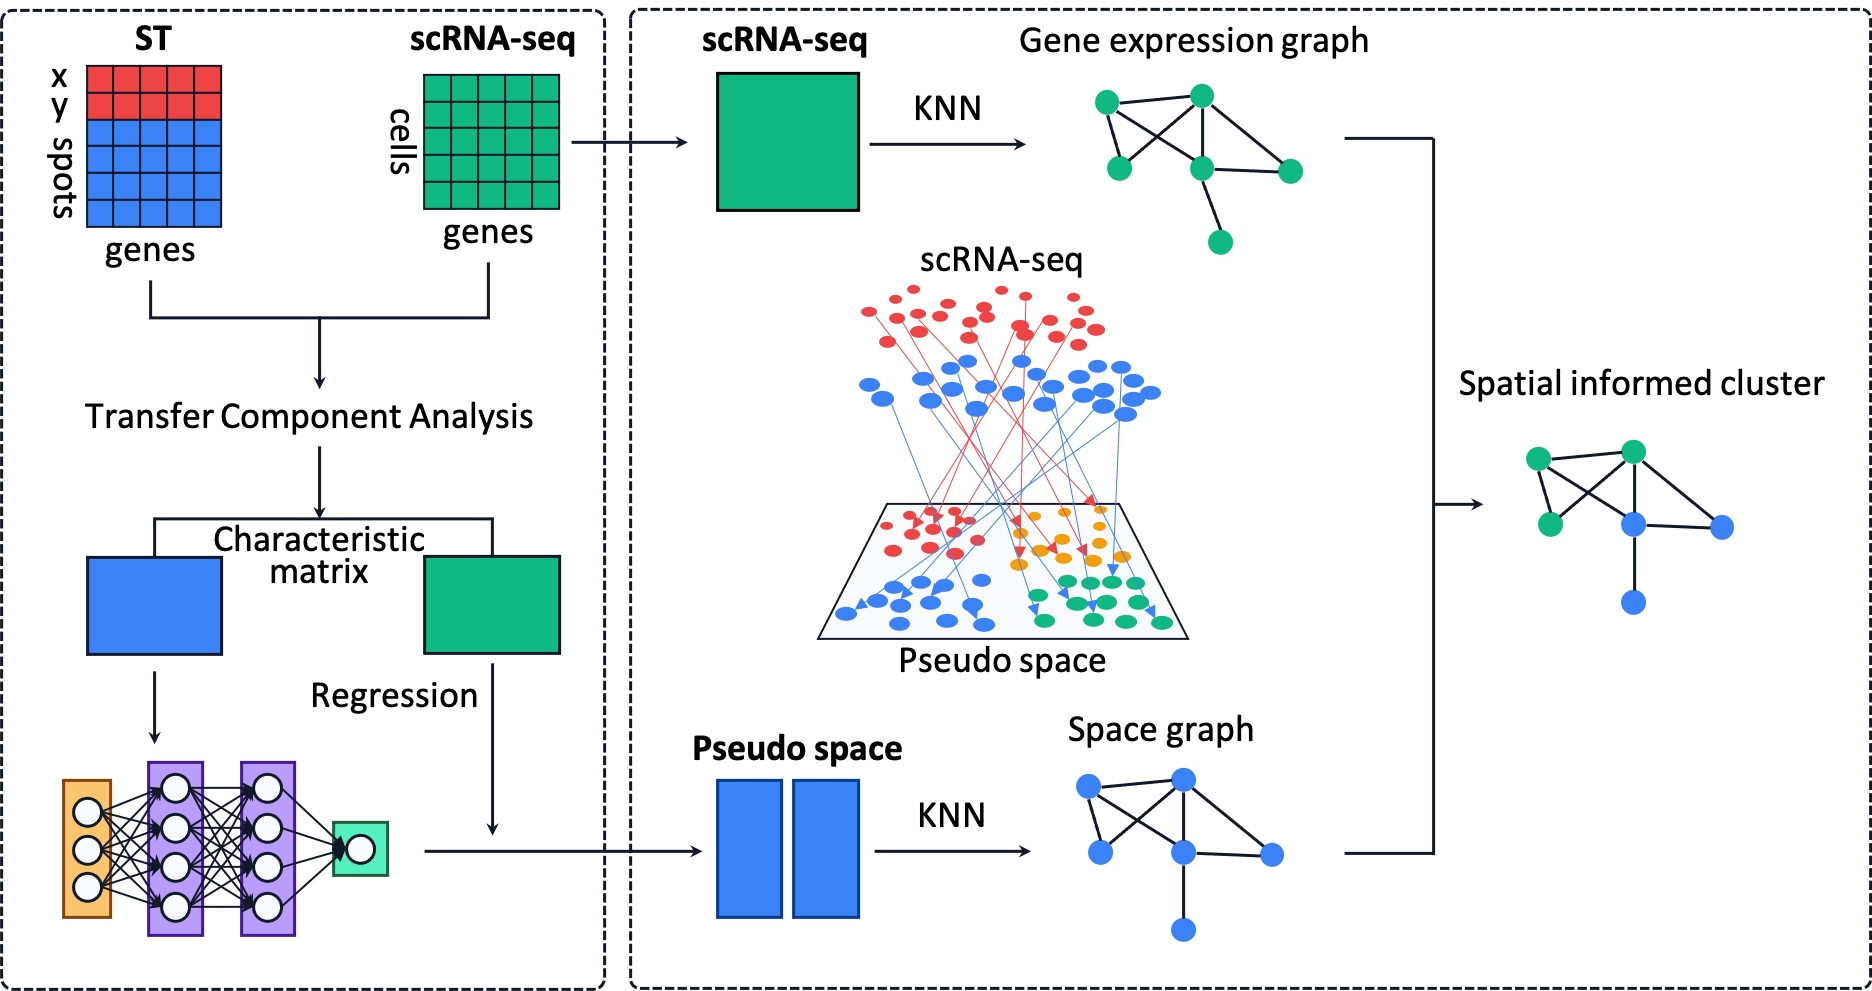 ST
x
y
spots
genes
scRNA-seq
cells
genes
Transfer Component Analysis
Characteristic
matrix
Regression
scRNA-seq
KNN
Gene expression graph
scRNA-seq
Pseudo space
Pseudo space
KNN
Space graph
Spatial informed cluster